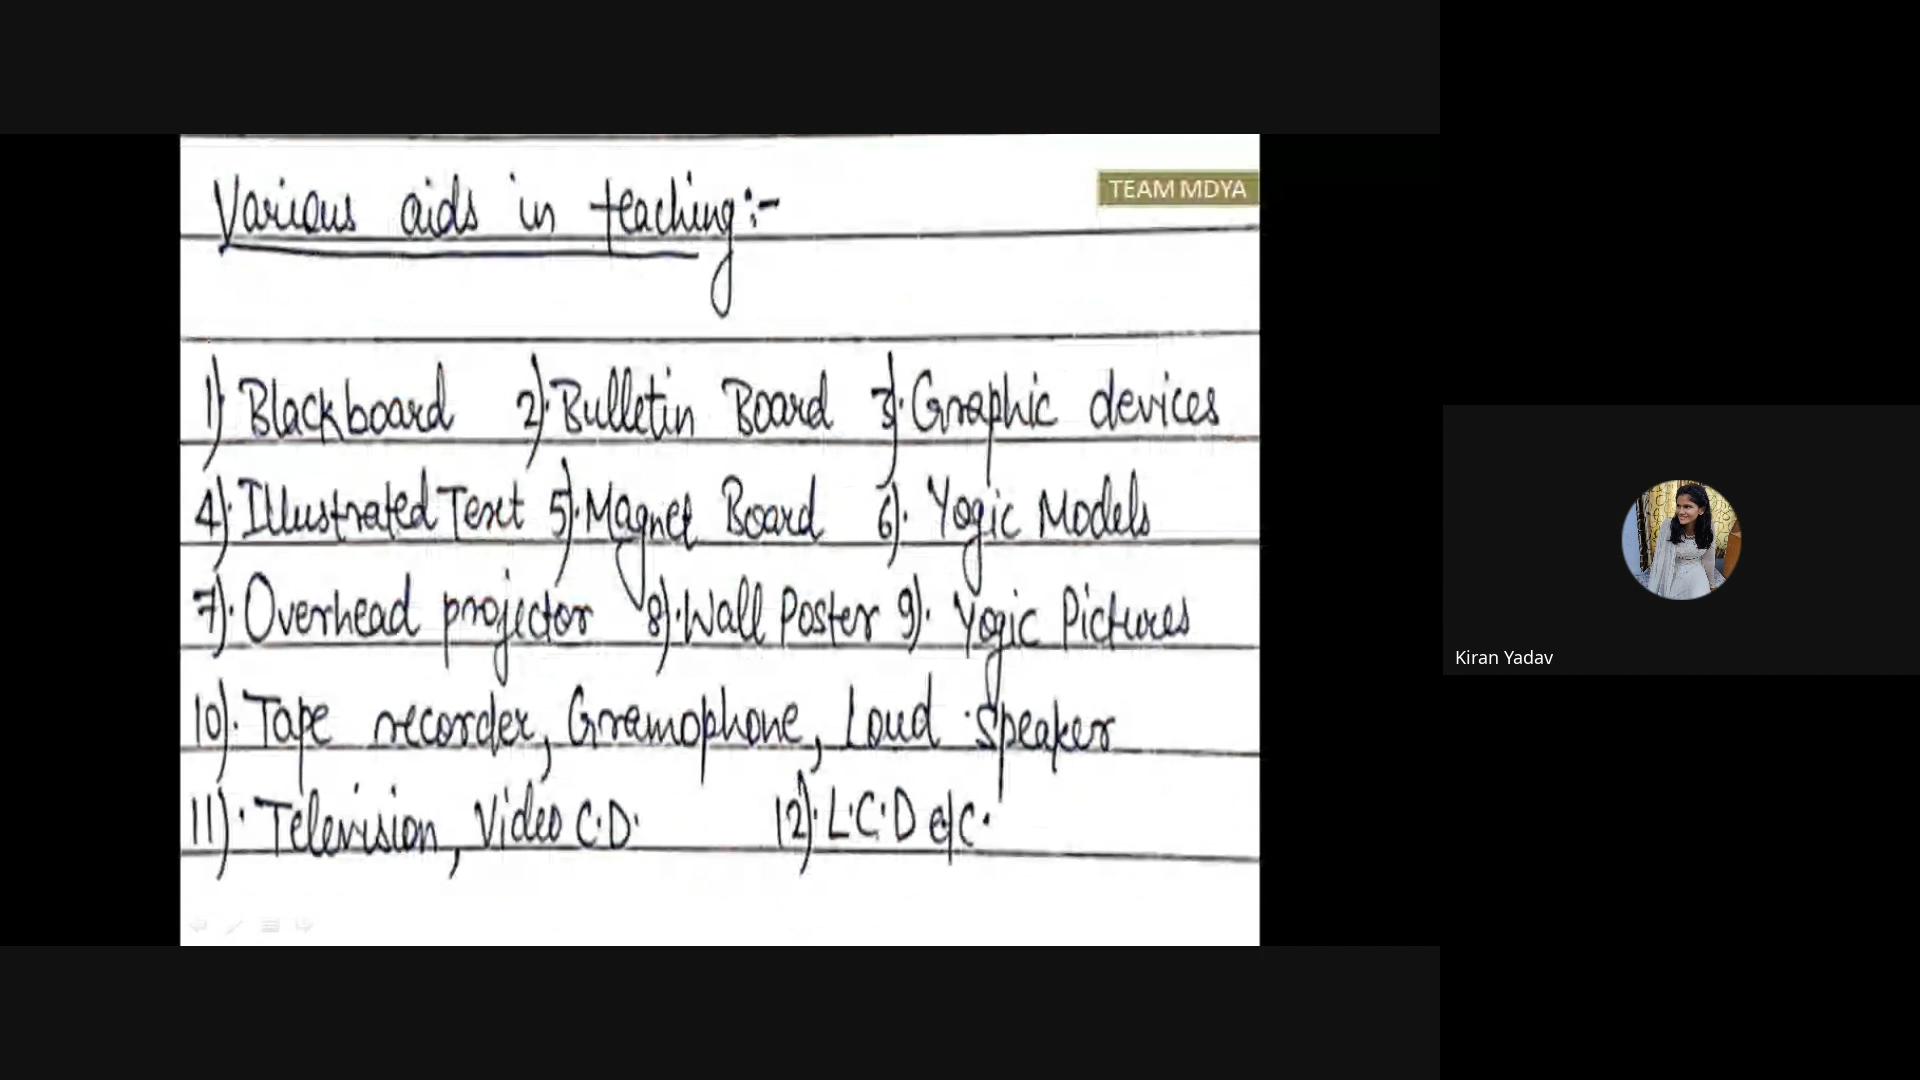 Various aids in teaching:-
TEAM MDYA
1) Blackboard 2). Bulletin Board 3). Graphic devices
4). Illustrated Text 5). Magnet Board 6). Yogic Models
7). Overhead projector 8). Wall Poster 9). Yogic Pictures
10). Tape recorder, Gramophone, Loud Speaker
11). Television, Video C.D. 12). L.C.D etc.
Kiran Yadav